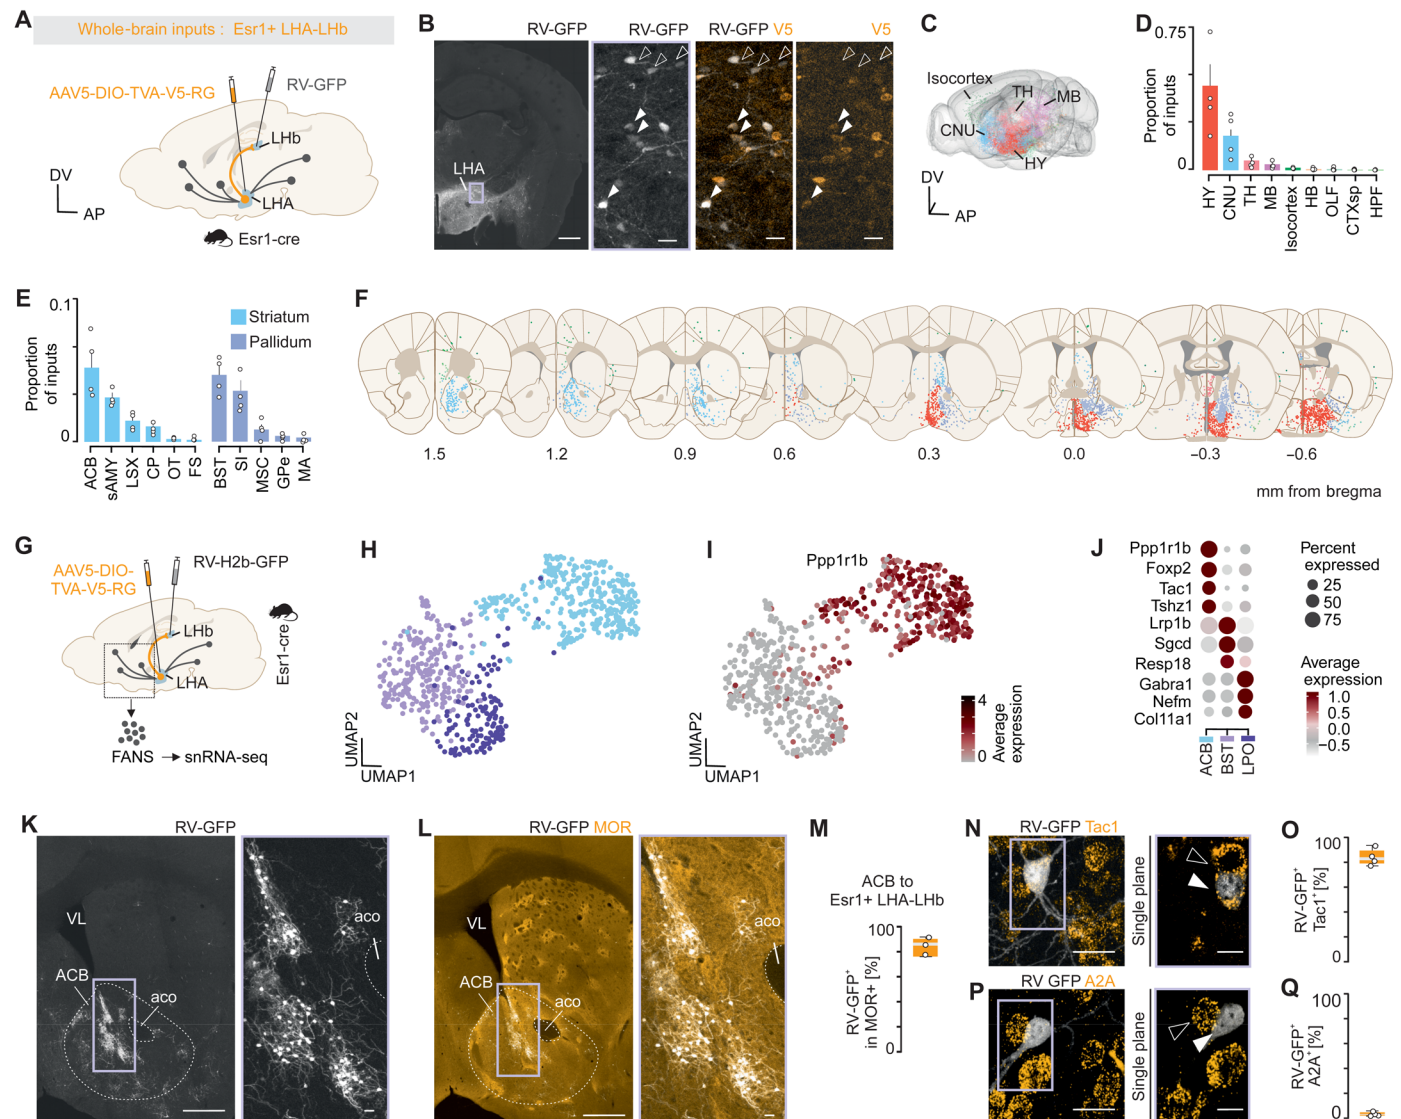 A
Whole-brain inputs : Esr1+ LHA-LHb
AAV5-DIO-TVA-V5-RG
RV-GFP
LHb
LHA
DV
AP
Esr1-cre
B
RV-GFP
RV-GFP
RV-GFP V5
V5
LHA
C
Isocortex
TH
MB
CNU
HY
DV
AP
D
0.75
Proportion
of inputs
0
HY
CNU
TH
MB
Isocortex
HB
OLF
CTXsp
HPF
E
0.1
Striatum
Pallidum
Proportion
of inputs
0
ACB
sAMY
LSX
CP
OT
FS
BST
SI
MSC
GPe
MA
F
1.5
1.2
0.9
0.6
0.3
0.0
−0.3
−0.6
mm from bregma
G
AAV5-DIO-
TVA-V5-RG
RV-H2b-GFP
LHb
LHA
Esr1-cre
FANS
snRNA-seq
H
UMAP2
UMAP1
I
Ppp1r1b
4
0
Average
expression
UMAP2
UMAP1
J
Ppp1r1b
Foxp2
Tac1
Tshz1
Lrp1b
Sgcd
Resp18
Gabra1
Nefm
Col11a1
ACB
BST
LPO
Percent
expressed
25
50
75
Average
expression
1.0
0.5
0.0
−0.5
K
RV-GFP
VL
ACB
aco
aco
L
RV-GFP MOR
VL
ACB
aco
aco
M
ACB to
Esr1+ LHA-LHb
100
RV-GFP+
in MOR+ [%]
0
N
RV-GFP Tac1
Single plane
O
100
RV-GFP+
Tac1+[%]
0
P
RV GFP A2A
Single plane
Q
100
RV-GFP+
A2A+[%]
0